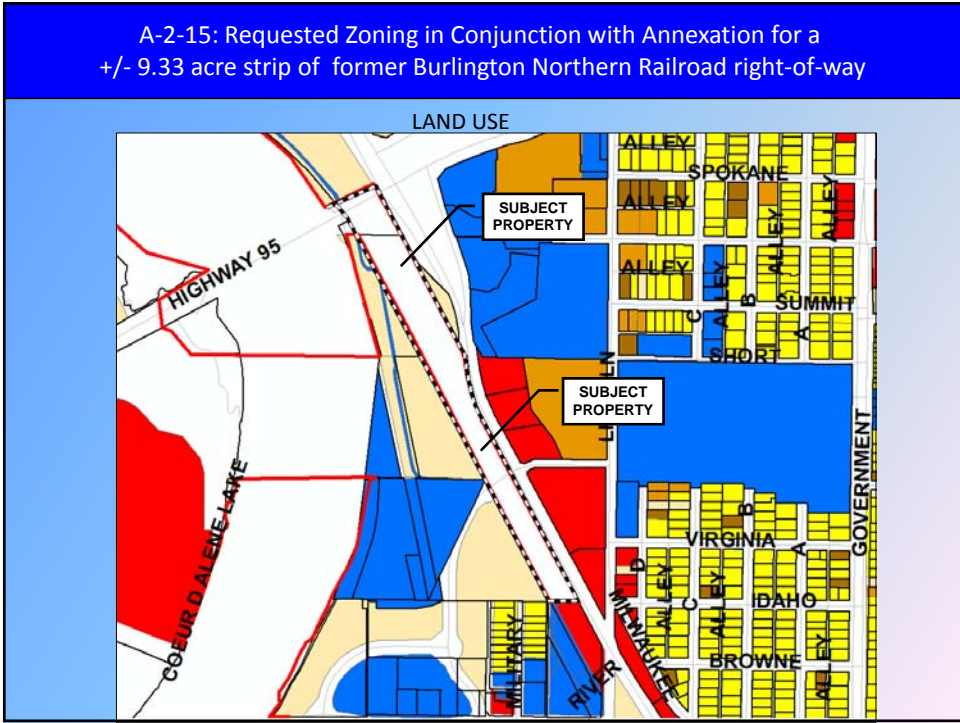 A-2-15: Requested Zoning in Conjunction with Annexation for a
+/- 9.33 acre strip of former Burlington Northern Railroad right-of-way
LAND USE
ALLEY
SPOKANE
SUBJECT
PROPERTY
ALLEY
ALLEY
ALLEY
HIGHWAY 95
ALLEY
ALLEY
B
SUMMIT
C
A
SHORT
SUBJECT
PROPERTY
GOVERNMENT
COEUR D ALENE LAKE
B
VIRGINIA
A
D
ALLEY
C
ALLEY
IDAHO
MILWAUKEE
MILITARY
RIVER
BROWNE
ALLEY